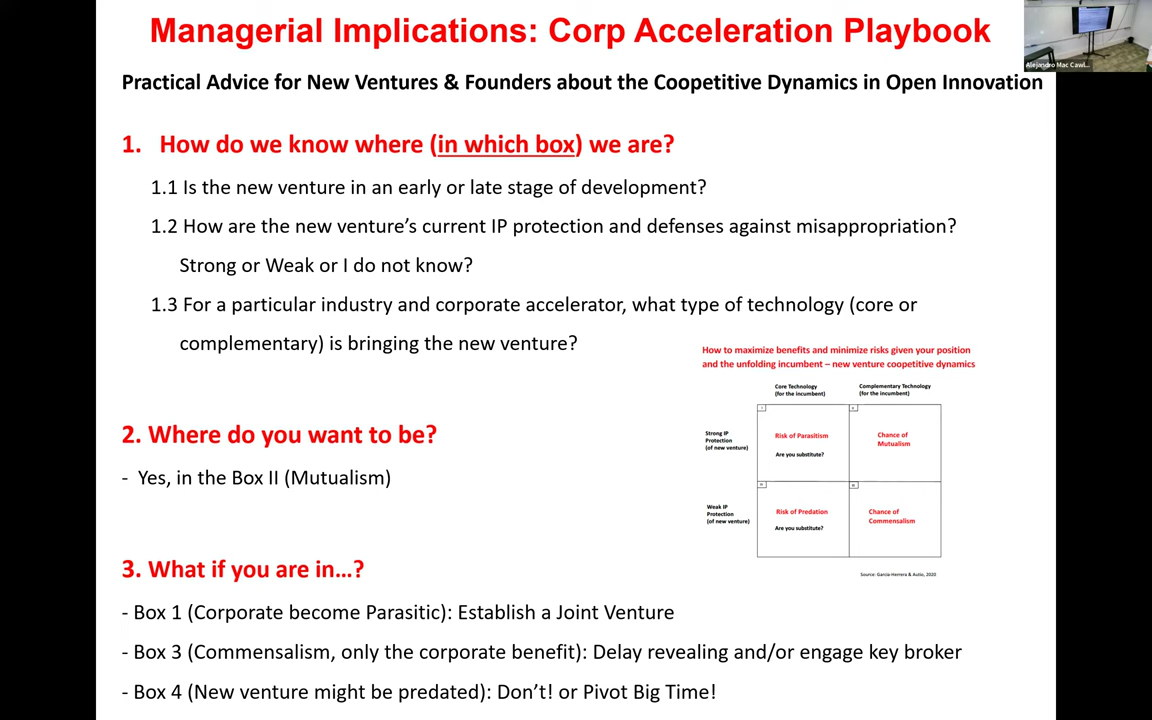 Managerial Implications: Corp Acceleration Playbook
Alejandro Mac Cawl...
Practical Advice for New Ventures & Founders about the Coopetitive Dynamics in Open Innovation
1. How do we know where (in which box) we are?
1.1 Is the new venture in an early or late stage of development?
1.2 How are the new venture's current IP protection and defenses against misappropriation?
Strong or Weak or I do not know?
1.3 For a particular industry and corporate accelerator, what type of technology (core or
complementary) is bringing the new venture?
How to maximize benefits and minimize risks given your position
and the unfolding incumbent – new venture coopetitive dynamics
Core Technology
(for the incumbent)
Complementary Technology
(for the incumbent)
Strong IP
Protection
(of new venture)
Risk of Parasitism
Are you substitute?
Chance of
Mutualism
Weak IP
Protection
(of new venture)
Risk of Predation
Are you substitute?
Chance of
Commensalism
Source: Garcia-Herrera & Autio, 2020
2. Where do you want to be?
- Yes, in the Box II (Mutualism)
3. What if you are in…?
- Box 1 (Corporate become Parasitic): Establish a Joint Venture
- Box 3 (Commensalism, only the corporate benefit): Delay revealing and/or engage key broker
- Box 4 (New venture might be predated): Don't! or Pivot Big Time!